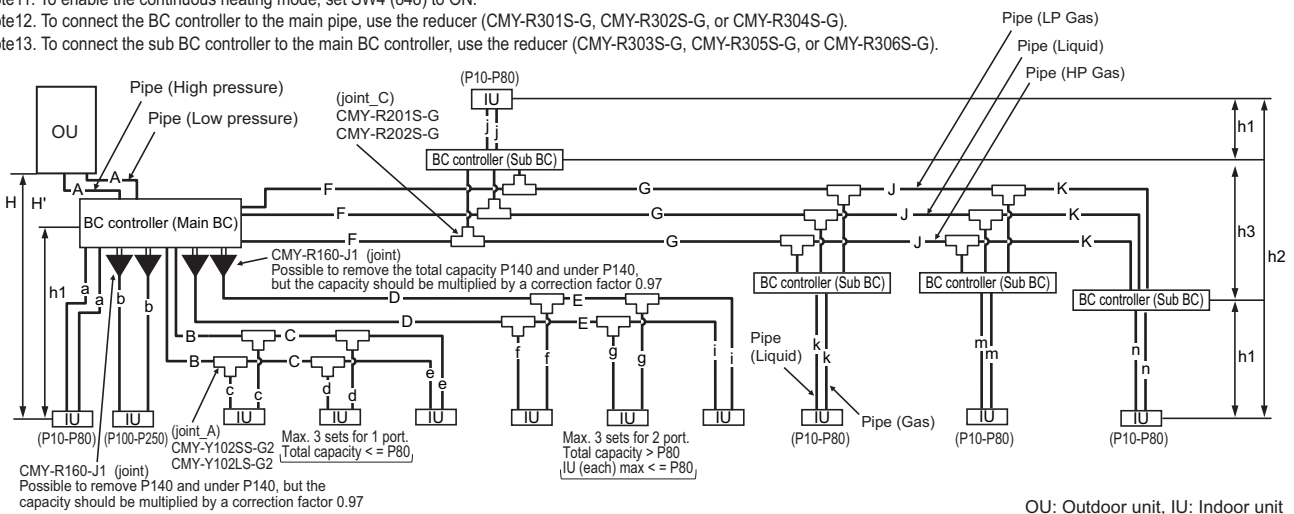 ote11. To enable the continuous heating mode, set SW4 (848) to ON.
ote12. To connect the BC controller to the main pipe, use the reducer (CMY-R301S-G, CMY-R302S-G, or CMY-R304S-G).
ote13. To connect the sub BC controller to the main BC controller, use the reducer (CMY-R303S-G, CMY-R305S-G, or CMY-R306S-G).
Pipe (LP Gas)
Pipe (Liquid)
Pipe (HP Gas)
Pipe (High pressure)
Pipe (Low pressure)
OU
(joint_C)
CMY-R201S-G
CMY-R202S-G
(P10-P80)
IU
j j
h1
BC controller (Sub BC)
A
A
H H'
BC controller (Main BC)
F G J K
F G J K
F G J K
h3
h2
CMY-R160-J1 (joint)
Possible to remove the total capacity P140 and under P140,
but the capacity should be multiplied by a correction factor 0.97
BC controller (Sub BC)
BC controller (Sub BC)
BC controller (Sub BC)
h1
a a b b
D E
D E
B C
B C
c c d d e e
f f g g i i
Pipe
(Liquid)
k k
m m
n n
h1
Pipe (Gas)
IU IU IU IU IU IU IU IU IU IU IU
(P10-P80) (P100-P250)
(joint_A)
CMY-Y102SS-G2
CMY-Y102LS-G2
Max. 3 sets for 1 port.
Total capacity < = P80
Max. 3 sets for 2 port.
Total capacity > P80
IU (each) max < = P80
(P10-P80) (P10-P80) (P10-P80)
CMY-R160-J1 (joint)
Possible to remove P140 and under P140, but the
capacity should be multiplied by a correction factor 0.97
OU: Outdoor unit, IU: Indoor unit